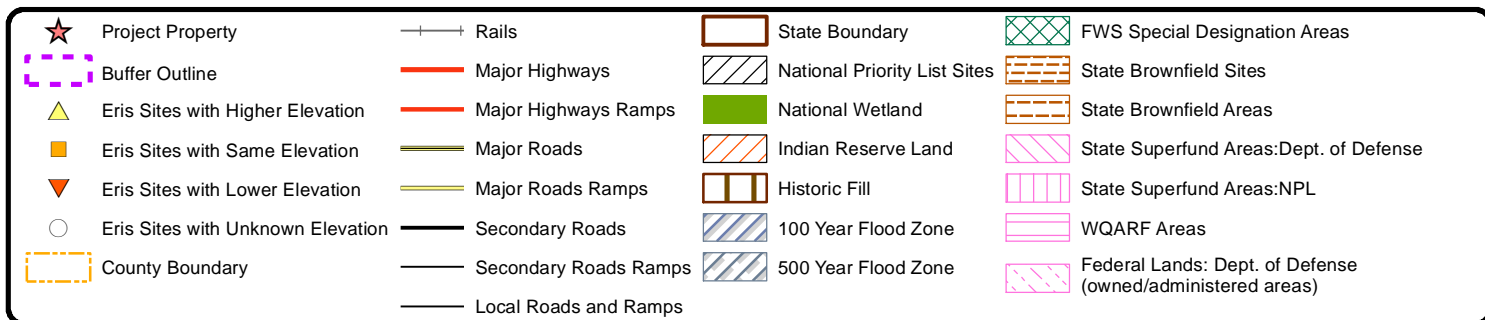 Project Property
Buffer Outline
Eris Sites with Higher Elevation
Eris Sites with Same Elevation
Eris Sites with Lower Elevation
Eris Sites with Unknown Elevation
County Boundary
Rails
Major Highways
Major Highways Ramps
Major Roads
Major Roads Ramps
Secondary Roads
Secondary Roads Ramps
Local Roads and Ramps
State Boundary
National Priority List Sites
National Wetland
Indian Reserve Land
Historic Fill
100 Year Flood Zone
500 Year Flood Zone
FWS Special Designation Areas
State Brownfield Sites
State Brownfield Areas
State Superfund Areas:Dept. of Defense
State Superfund Areas:NPL
WQARF Areas
Federal Lands: Dept. of Defense
(owned/administered areas)